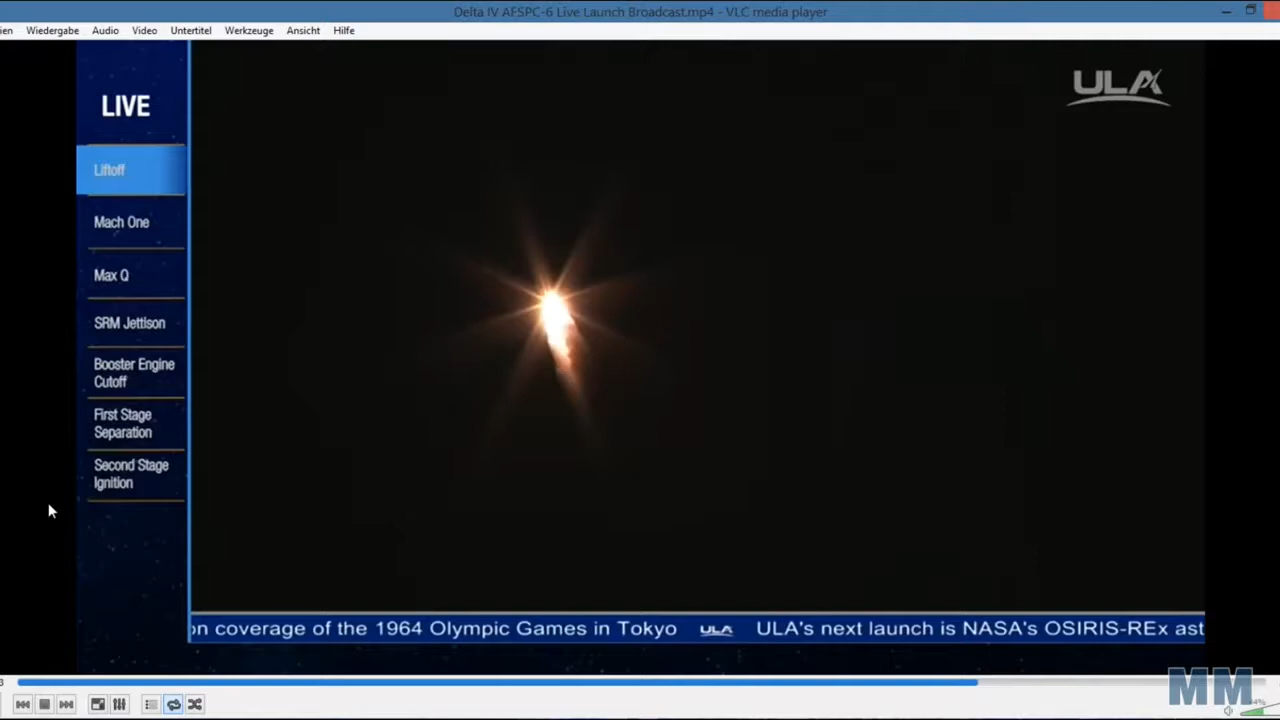 Delta IV AFSPC-6 Live Launch Broadcast.mp4 - VLC media player
Wiedergabe Audio Video Untertitel Werkzeuge Ansicht Hilfe
LIVE
ULA
Liftoff
Mach One
Max Q
SRM Jettison
Booster Engine
Cutoff
First Stage
Separation
Second Stage
Ignition
on coverage of the 1964 Olympic Games in Tokyo ULA ULA's next launch is NASA's OSIRIS-REx ast
MM